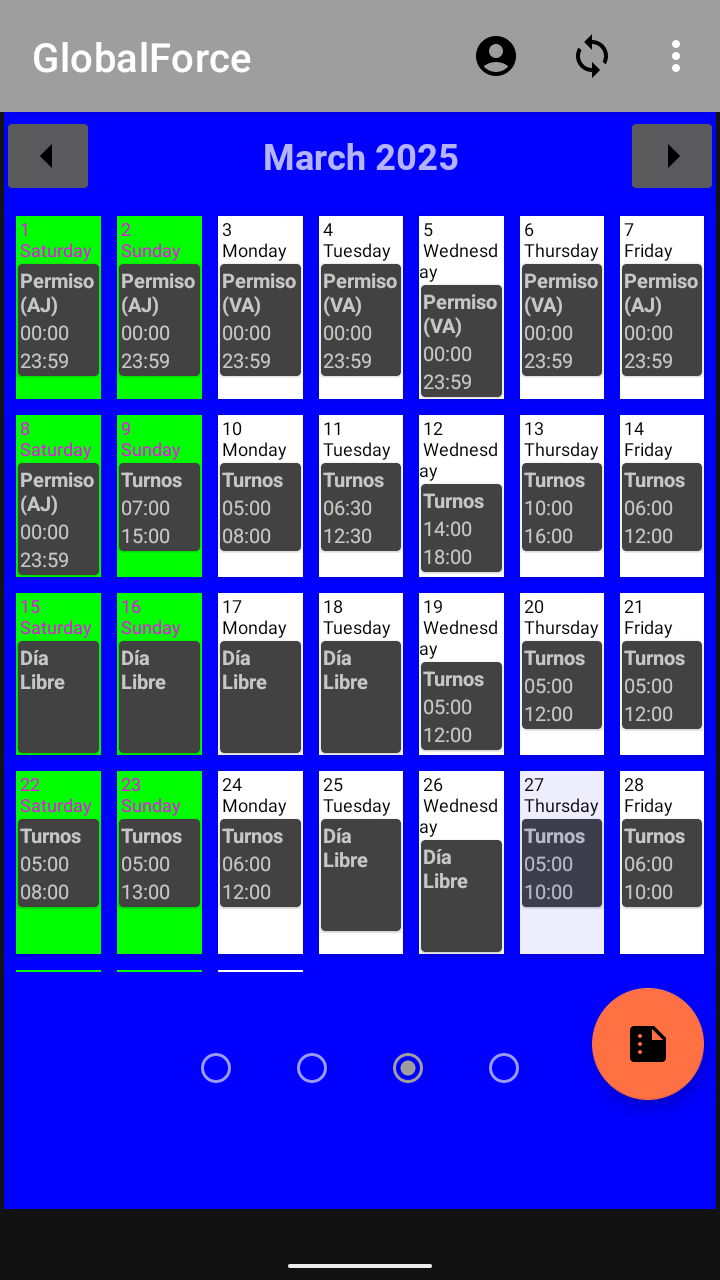 GlobalForce
March 2025
1
Saturday
Permiso
(AJ)
00:00
23:59
2
Sunday
Permiso
(AJ)
00:00
23:59
3
Monday
Permiso
(VA)
00:00
23:59
4
Tuesday
Permiso
(VA)
00:00
23:59
5
Wednesd
ay
Permiso
(VA)
00:00
23:59
6
Thursday
Permiso
(VA)
00:00
23:59
7
Friday
Permiso
(AJ)
00:00
23:59
8
Saturday
Permiso
(AJ)
00:00
23:59
9
Sunday
Turnos
07:00
15:00
10
Monday
Turnos
05:00
08:00
11
Tuesday
Turnos
06:30
12:30
12
Wednesd
ay
Turnos
14:00
18:00
13
Thursday
Turnos
10:00
16:00
14
Friday
Turnos
06:00
12:00
15
Saturday
Día
Libre
16
Sunday
Día
Libre
17
Monday
Día
Libre
18
Tuesday
Día
Libre
19
Wednesd
ay
Turnos
05:00
12:00
20
Thursday
Turnos
05:00
12:00
21
Friday
Turnos
05:00
12:00
22
Saturday
Turnos
05:00
08:00
23
Sunday
Turnos
05:00
13:00
24
Monday
Turnos
06:00
12:00
25
Tuesday
Día
Libre
26
Wednesd
ay
Día
Libre
27
Thursday
Turnos
05:00
10:00
28
Friday
Turnos
06:00
10:00